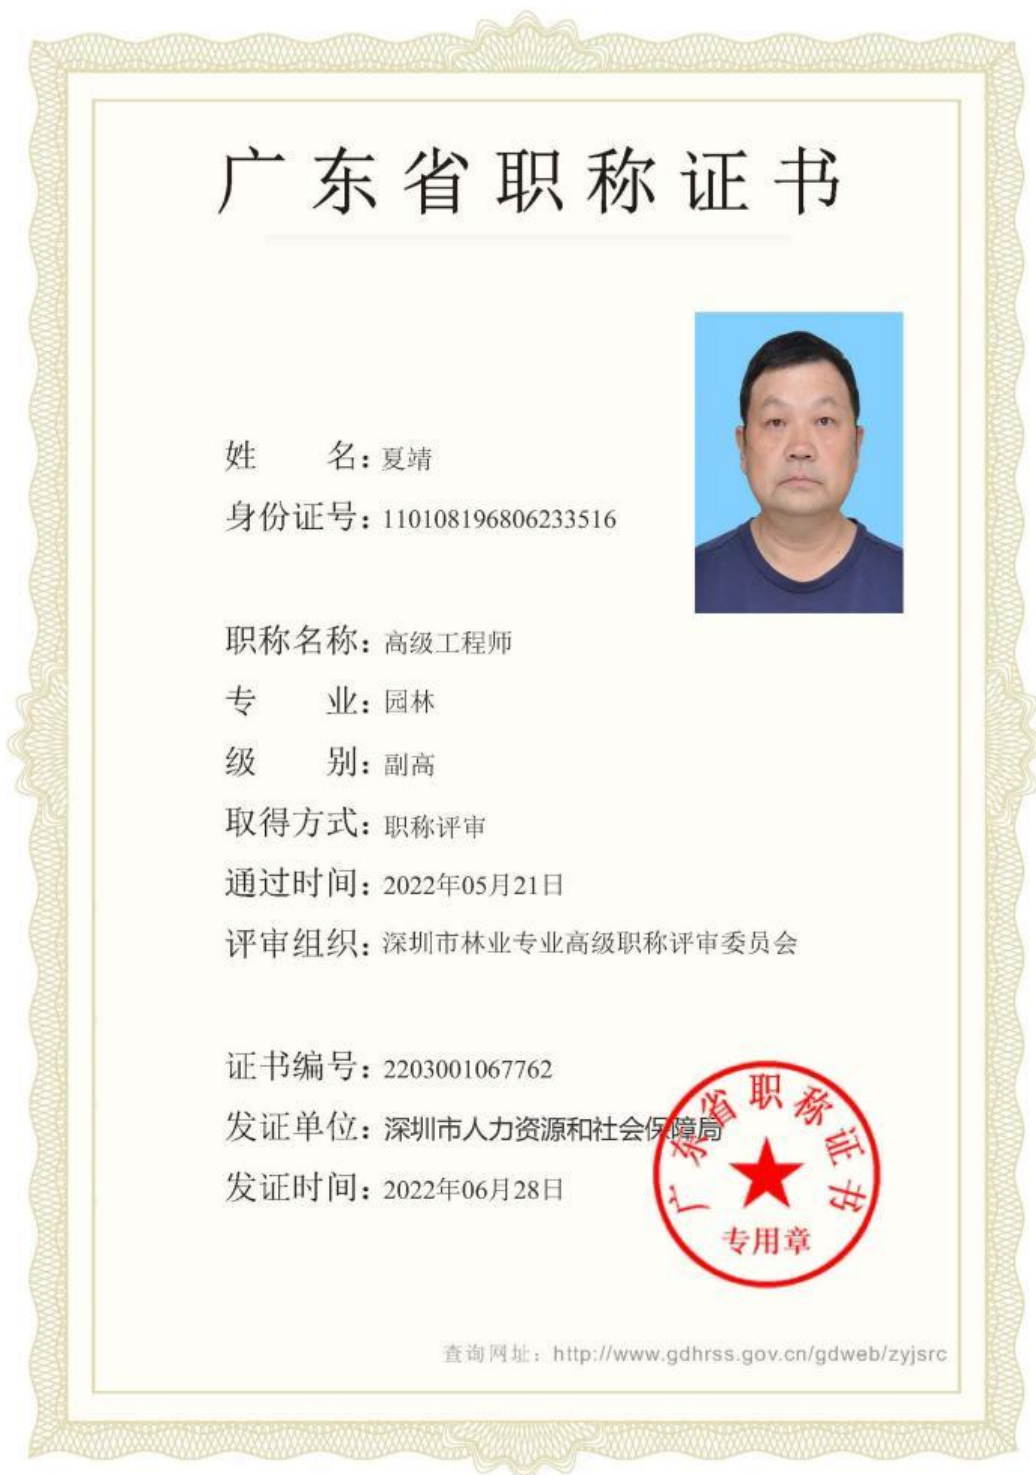 广东省职称证书
姓 名：夏靖
身份证号：110108196806233516
职称名称：高级工程师
专 业：园林
级 别：副高
取得方式：职称评审
通过时间：2022年05月21日
评审组织：深圳市林业专业高级职称评审委员会
证书编号：2203001067762
发证单位：深圳市人力资源和社会保障局
发证时间：2022年06月28日
广东省职称证书
专用章
查询网址：http://www.gdhrss.gov.cn/gdweb/zyjsrc